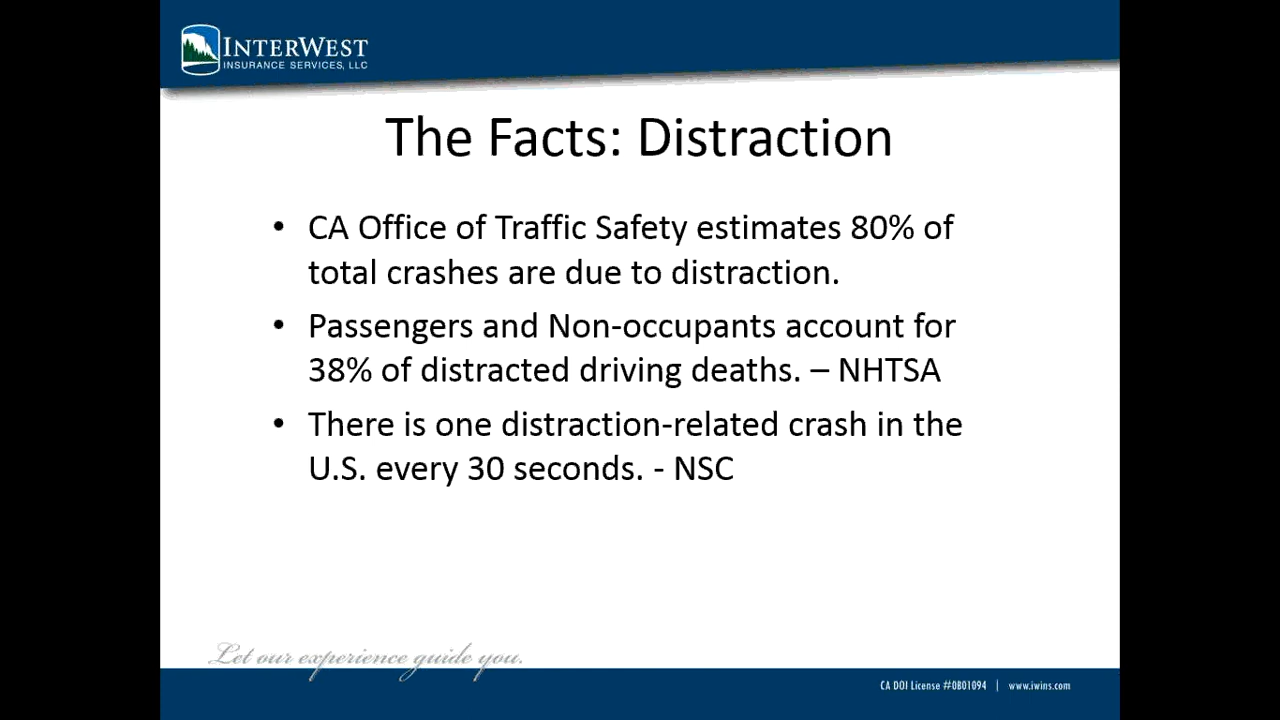 INTERWEST
INSURANCE SERVICES, LLC
The Facts: Distraction
• CA Office of Traffic Safety estimates 80% of
total crashes are due to distraction.
• Passengers and Non-occupants account for
38% of distracted driving deaths. – NHTSA
• There is one distraction-related crash in the
U.S. every 30 seconds. - NSC
Let our experience guide you.
CA DOI License #0B01094 | www.iwins.com